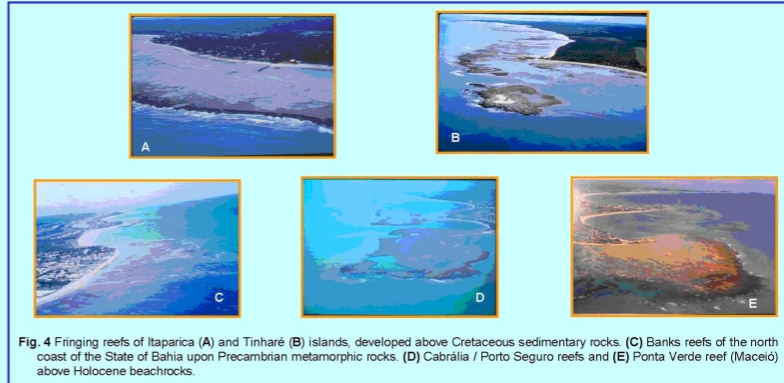 A
B
C
D
E
Fig. 4 Fringing reefs of Itaparica (A) and Tinharé (B) islands, developed above Cretaceous sedimentary rocks. (C) Banks reefs of the north
coast of the State of Bahia upon Precambrian metamorphic rocks. (D) Cabrália / Porto Seguro reefs and (E) Ponta Verde reef (Maceió)
above Holocene beachrocks.